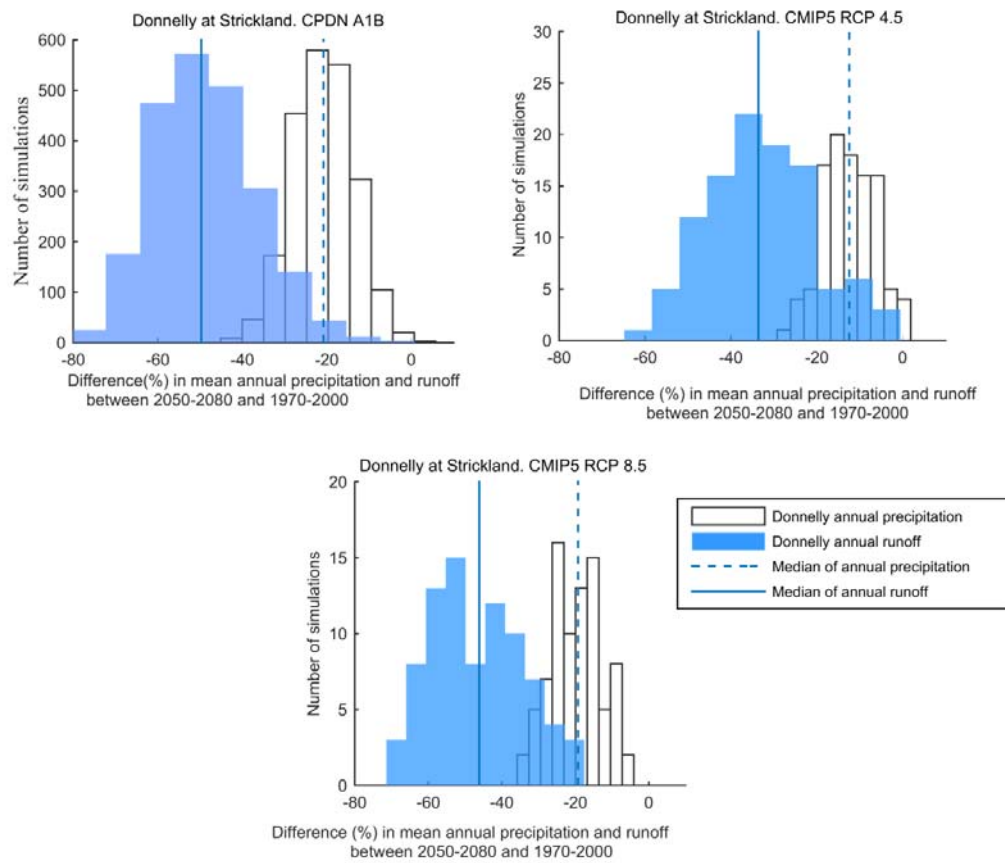 Donnelly at Strickland. CPDN A1B
600
500
400
300
200
100
0
Number of simulations
-80
-60
-40
-20
0
Difference(%) in mean annual precipitation and runoff
between 2050-2080 and 1970-2000
Donnelly at Strickland. CMIP5 RCP 4.5
30
25
20
15
10
5
0
Number of simulations
-80
-60
-40
-20
0
Difference (%) in mean annual precipitation and runoff
between 2050-2080 and 1970-2000
Donnelly at Strickland. CMIP5 RCP 8.5
20
15
10
5
0
Number of simulations
-80
-60
-40
-20
0
Difference (%) in mean annual precipitation and runoff
between 2050-2080 and 1970-2000
Donnelly annual precipitation
Donnelly annual runoff
Median of annual precipitation
Median of annual runoff